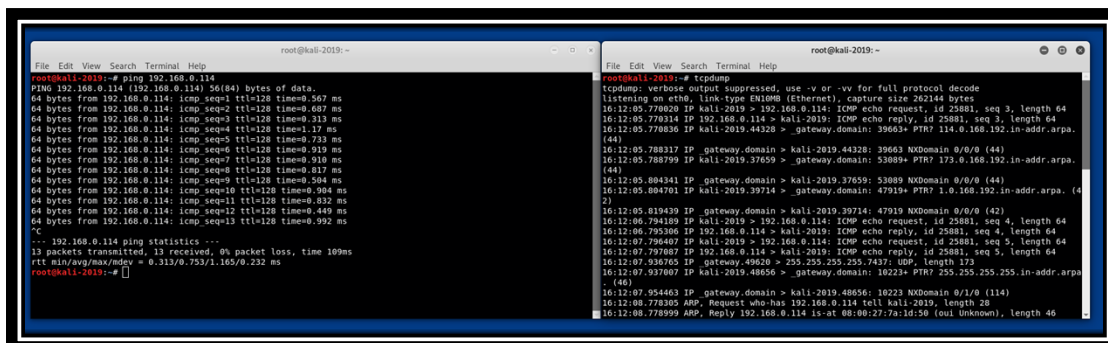 root@kali-2019: ~
File Edit View Search Terminal Help
root@kali-2019:~# ping 192.168.0.114
PING 192.168.0.114 (192.168.0.114) 56(84) bytes of data.
64 bytes from 192.168.0.114: icmp_seq=1 ttl=128 time=0.567 ms
64 bytes from 192.168.0.114: icmp_seq=2 ttl=128 time=0.687 ms
64 bytes from 192.168.0.114: icmp_seq=3 ttl=128 time=0.313 ms
64 bytes from 192.168.0.114: icmp_seq=4 ttl=128 time=1.17 ms
64 bytes from 192.168.0.114: icmp_seq=5 ttl=128 time=0.733 ms
64 bytes from 192.168.0.114: icmp_seq=6 ttl=128 time=0.919 ms
64 bytes from 192.168.0.114: icmp_seq=7 ttl=128 time=0.910 ms
64 bytes from 192.168.0.114: icmp_seq=8 ttl=128 time=0.817 ms
64 bytes from 192.168.0.114: icmp_seq=9 ttl=128 time=0.504 ms
64 bytes from 192.168.0.114: icmp_seq=10 ttl=128 time=0.904 ms
64 bytes from 192.168.0.114: icmp_seq=11 ttl=128 time=0.832 ms
64 bytes from 192.168.0.114: icmp_seq=12 ttl=128 time=0.449 ms
64 bytes from 192.168.0.114: icmp_seq=13 ttl=128 time=0.992 ms
^C
--- 192.168.0.114 ping statistics ---
13 packets transmitted, 13 received, 0% packet loss, time 109ms
rtt min/avg/max/mdev = 0.313/0.753/1.165/0.232 ms
root@kali-2019:~#
root@kali-2019: ~
File Edit View Search Terminal Help
root@kali-2019:~# tcpdump
tcpdump: verbose output suppressed, use -v or -vv for full protocol decode
listening on eth0, link-type EN10MB (Ethernet), capture size 262144 bytes
16:12:05.770020 IP kali-2019 > 192.168.0.114: ICMP echo request, id 25881, seq 3, length 64
16:12:05.770314 IP 192.168.0.114 > kali-2019: ICMP echo reply, id 25881, seq 3, length 64
16:12:05.770836 IP kali-2019.44328 > _gateway.domain: 39663+ PTR? 114.0.168.192.in-addr.arpa.
(44)
16:12:05.788317 IP _gateway.domain > kali-2019.44328: 39663 NXDomain 0/0/0 (44)
16:12:05.788799 IP kali-2019.37659 > _gateway.domain: 53089+ PTR? 173.0.168.192.in-addr.arpa.
(44)
16:12:05.804341 IP _gateway.domain > kali-2019.37659: 53089 NXDomain 0/0/0 (44)
16:12:05.804701 IP kali-2019.39714 > _gateway.domain: 47919+ PTR? 1.0.168.192.in-addr.arpa. (4
2)
16:12:05.819439 IP _gateway.domain > kali-2019.39714: 47919 NXDomain 0/0/0 (42)
16:12:06.794189 IP kali-2019 > 192.168.0.114: ICMP echo request, id 25881, seq 4, length 64
16:12:06.795306 IP 192.168.0.114 > kali-2019: ICMP echo reply, id 25881, seq 4, length 64
16:12:07.796407 IP kali-2019 > 192.168.0.114: ICMP echo request, id 25881, seq 5, length 64
16:12:07.797087 IP 192.168.0.114 > kali-2019: ICMP echo reply, id 25881, seq 5, length 64
16:12:07.936765 IP _gateway.49620 > 255.255.255.255.7437: UDP, length 173
16:12:07.937007 IP kali-2019.48656 > _gateway.domain: 10223+ PTR? 255.255.255.255.in-addr.arpa
. (46)
16:12:07.954463 IP _gateway.domain > kali-2019.48656: 10223 NXDomain 0/1/0 (114)
16:12:08.778305 ARP, Request who-has 192.168.0.114 tell kali-2019, length 28
16:12:08.778999 ARP, Reply 192.168.0.114 is-at 08:00:27:7a:1d:50 (oui Unknown), length 46